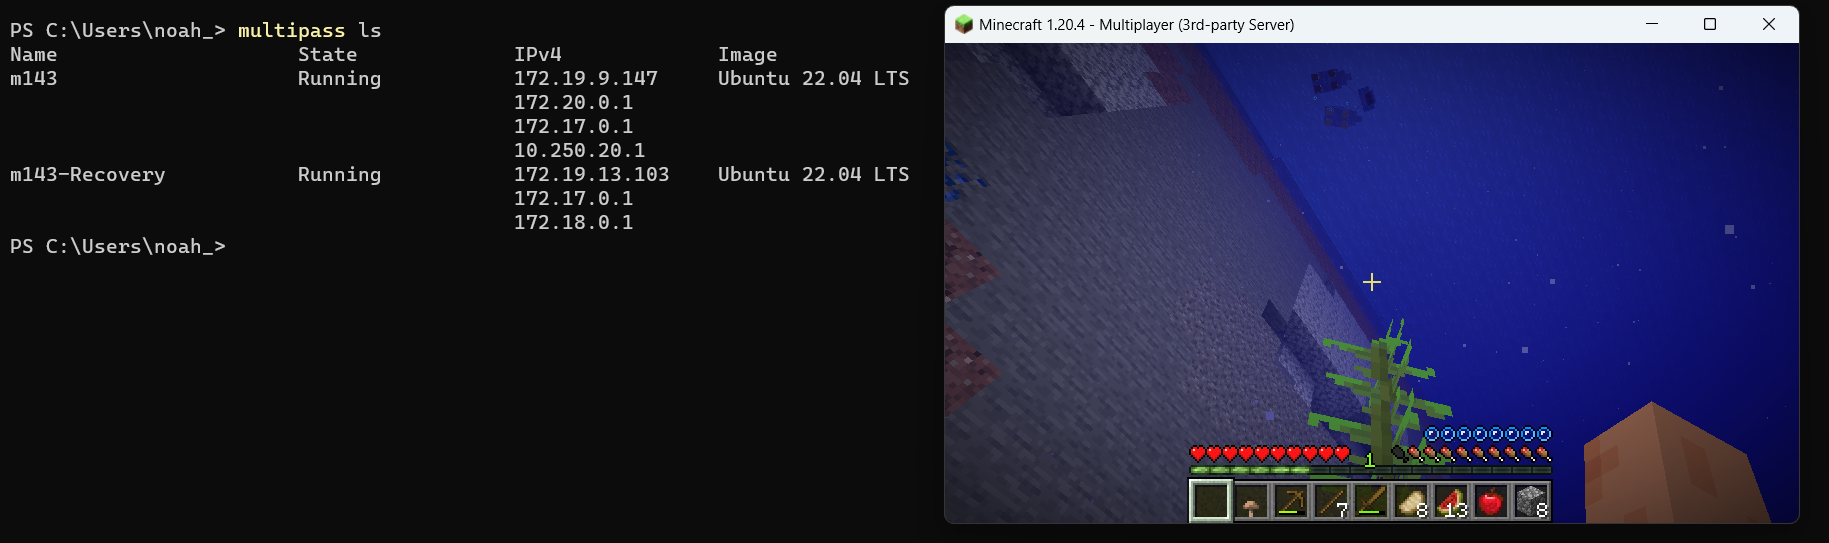 PS C:\Users\noah_> multipass ls
Name State IPv4 Image
m143 Running 172.19.9.147 Ubuntu 22.04 LTS
172.20.0.1
172.17.0.1
10.250.20.1
m143-Recovery Running 172.19.13.103 Ubuntu 22.04 LTS
172.17.0.1
172.18.0.1
PS C:\Users\noah_>
Minecraft 1.20.4 - Multiplayer (3rd-party Server)
1
7 8 13 8